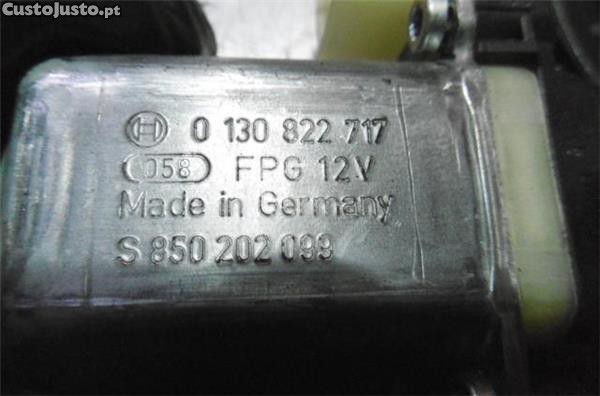 CustoJusto.pt
0 130 822 717
058 FPG 12V
Made in Germany
S 850 202 099